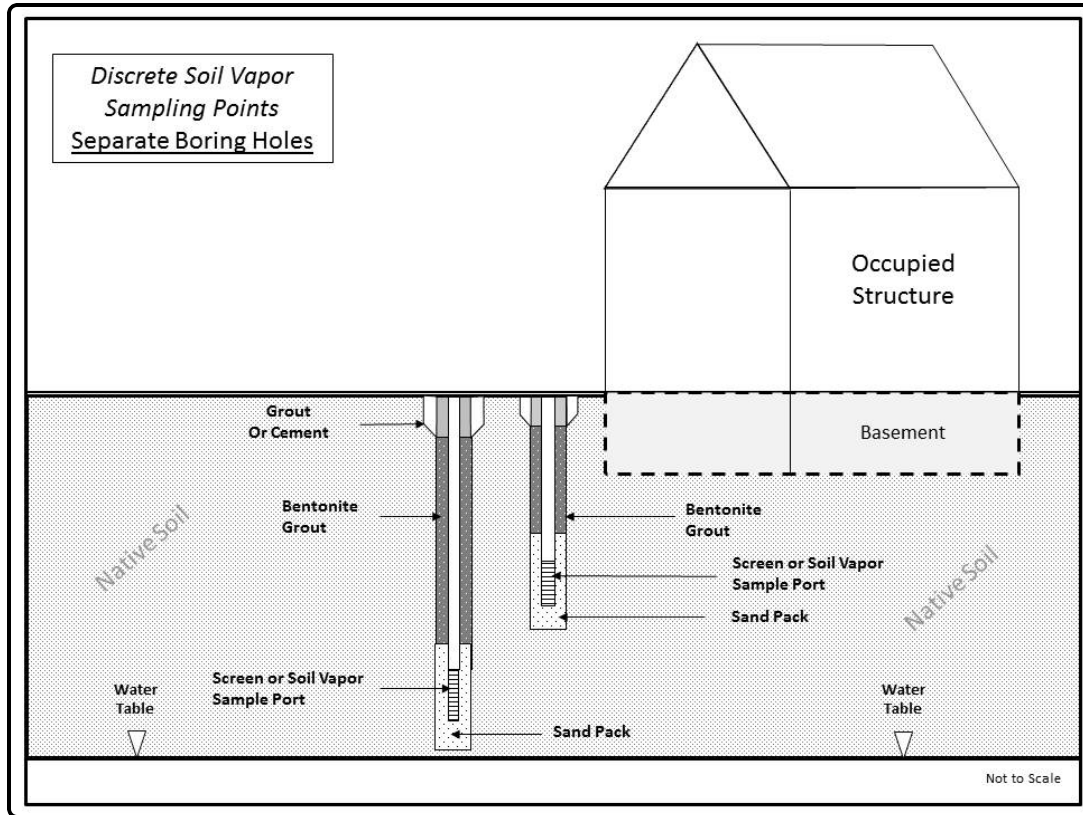 Discrete Soil Vapor
Sampling Points
Separate Boring Holes
Occupied
Structure
Grout
Or Cement
Basement
Bentonite
Grout
Bentonite
Grout
Native Soil
Screen or Soil Vapor
Sample Port
Native Soil
Sand Pack
Screen or Soil Vapor
Sample Port
Water
Table
Water
Table
Sand Pack
Not to Scale